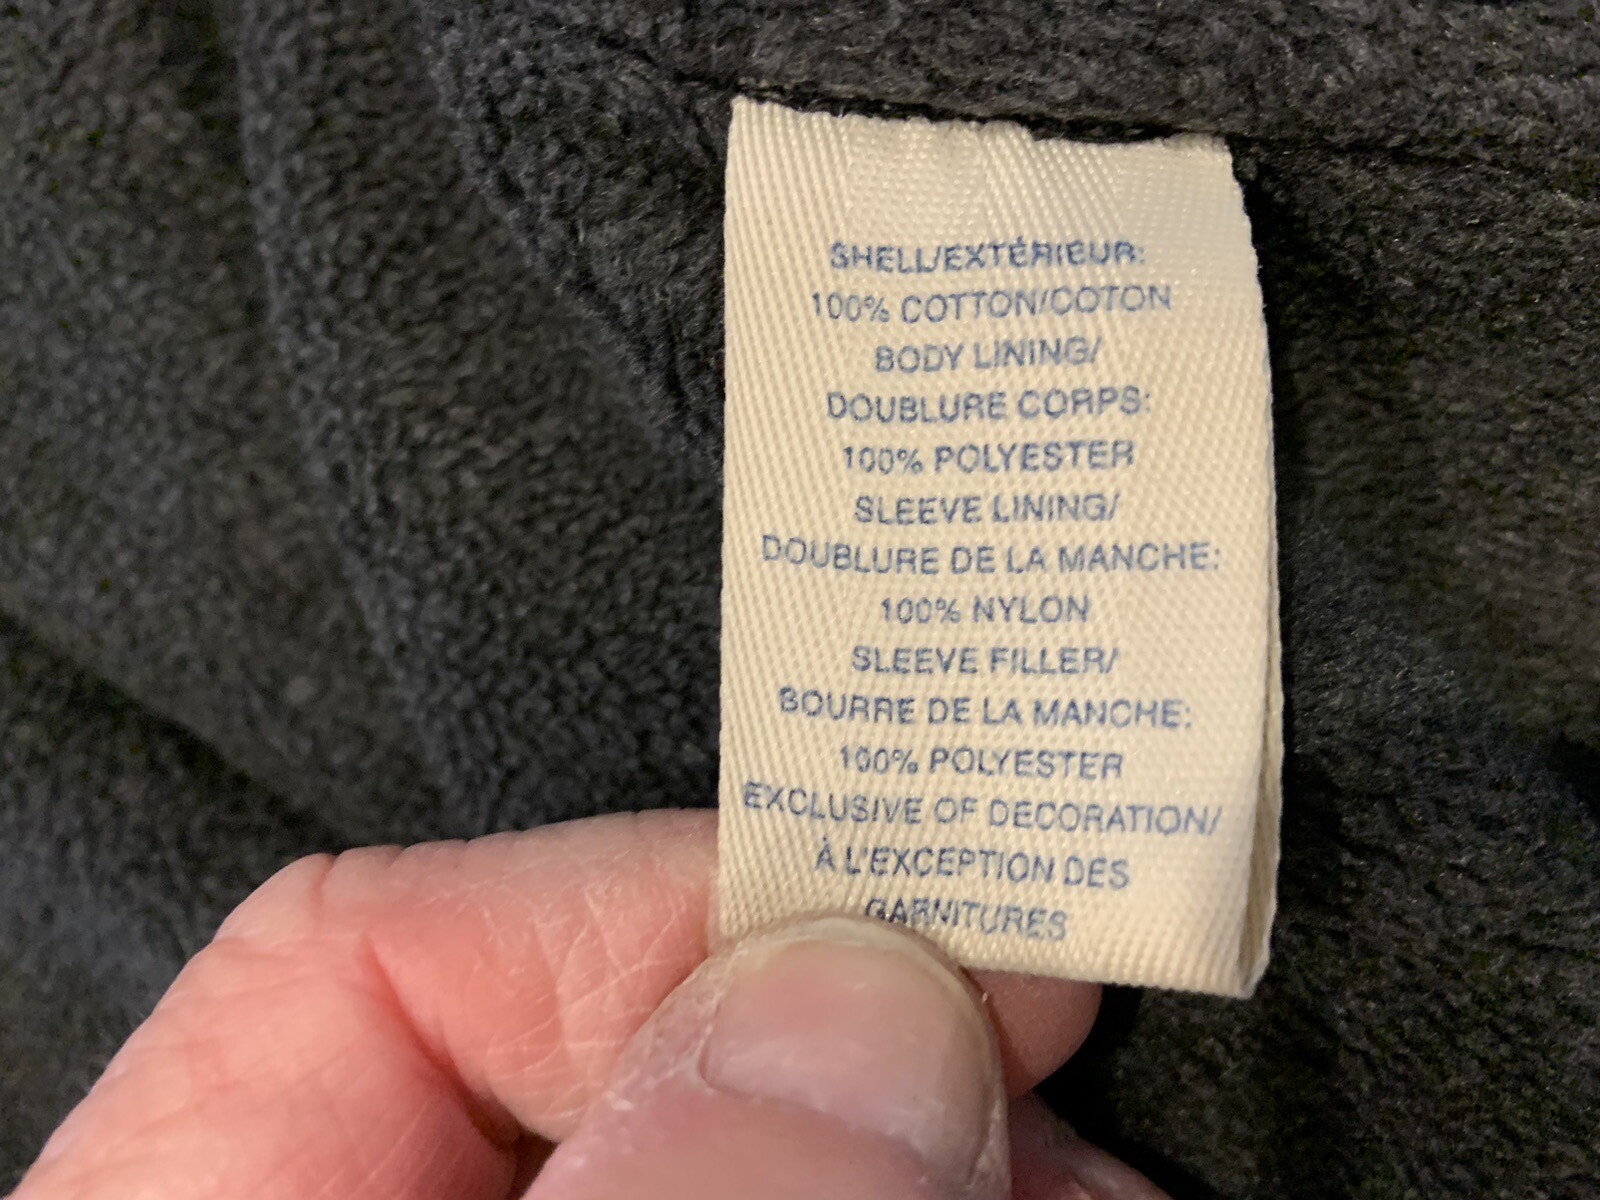 SHELL/EXTÉRIEUR:
100% COTTON/COTON
BODY LINING/
DOUBLURE CORPS:
100% POLYESTER
SLEEVE LINING/
DOUBLURE DE LA MANCHE:
100% NYLON
SLEEVE FILLER/
BOURRE DE LA MANCHE:
100% POLYESTER
EXCLUSIVE OF DECORATION/
À L'EXCEPTION DES
GARNITURES